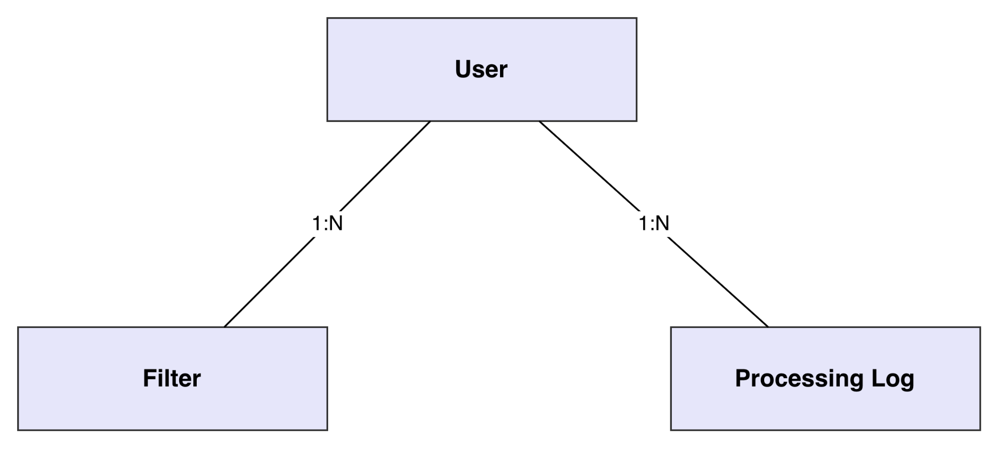 User
1:N
1:N
Filter
Processing Log